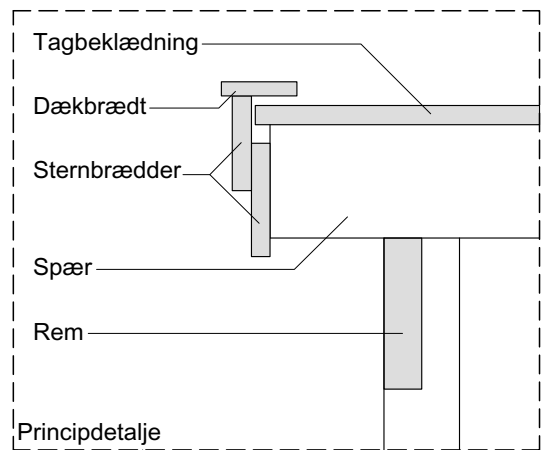 Tagbeklædning
Dækbrædt
Sternbrædder
Spær
Rem
Principdetalje